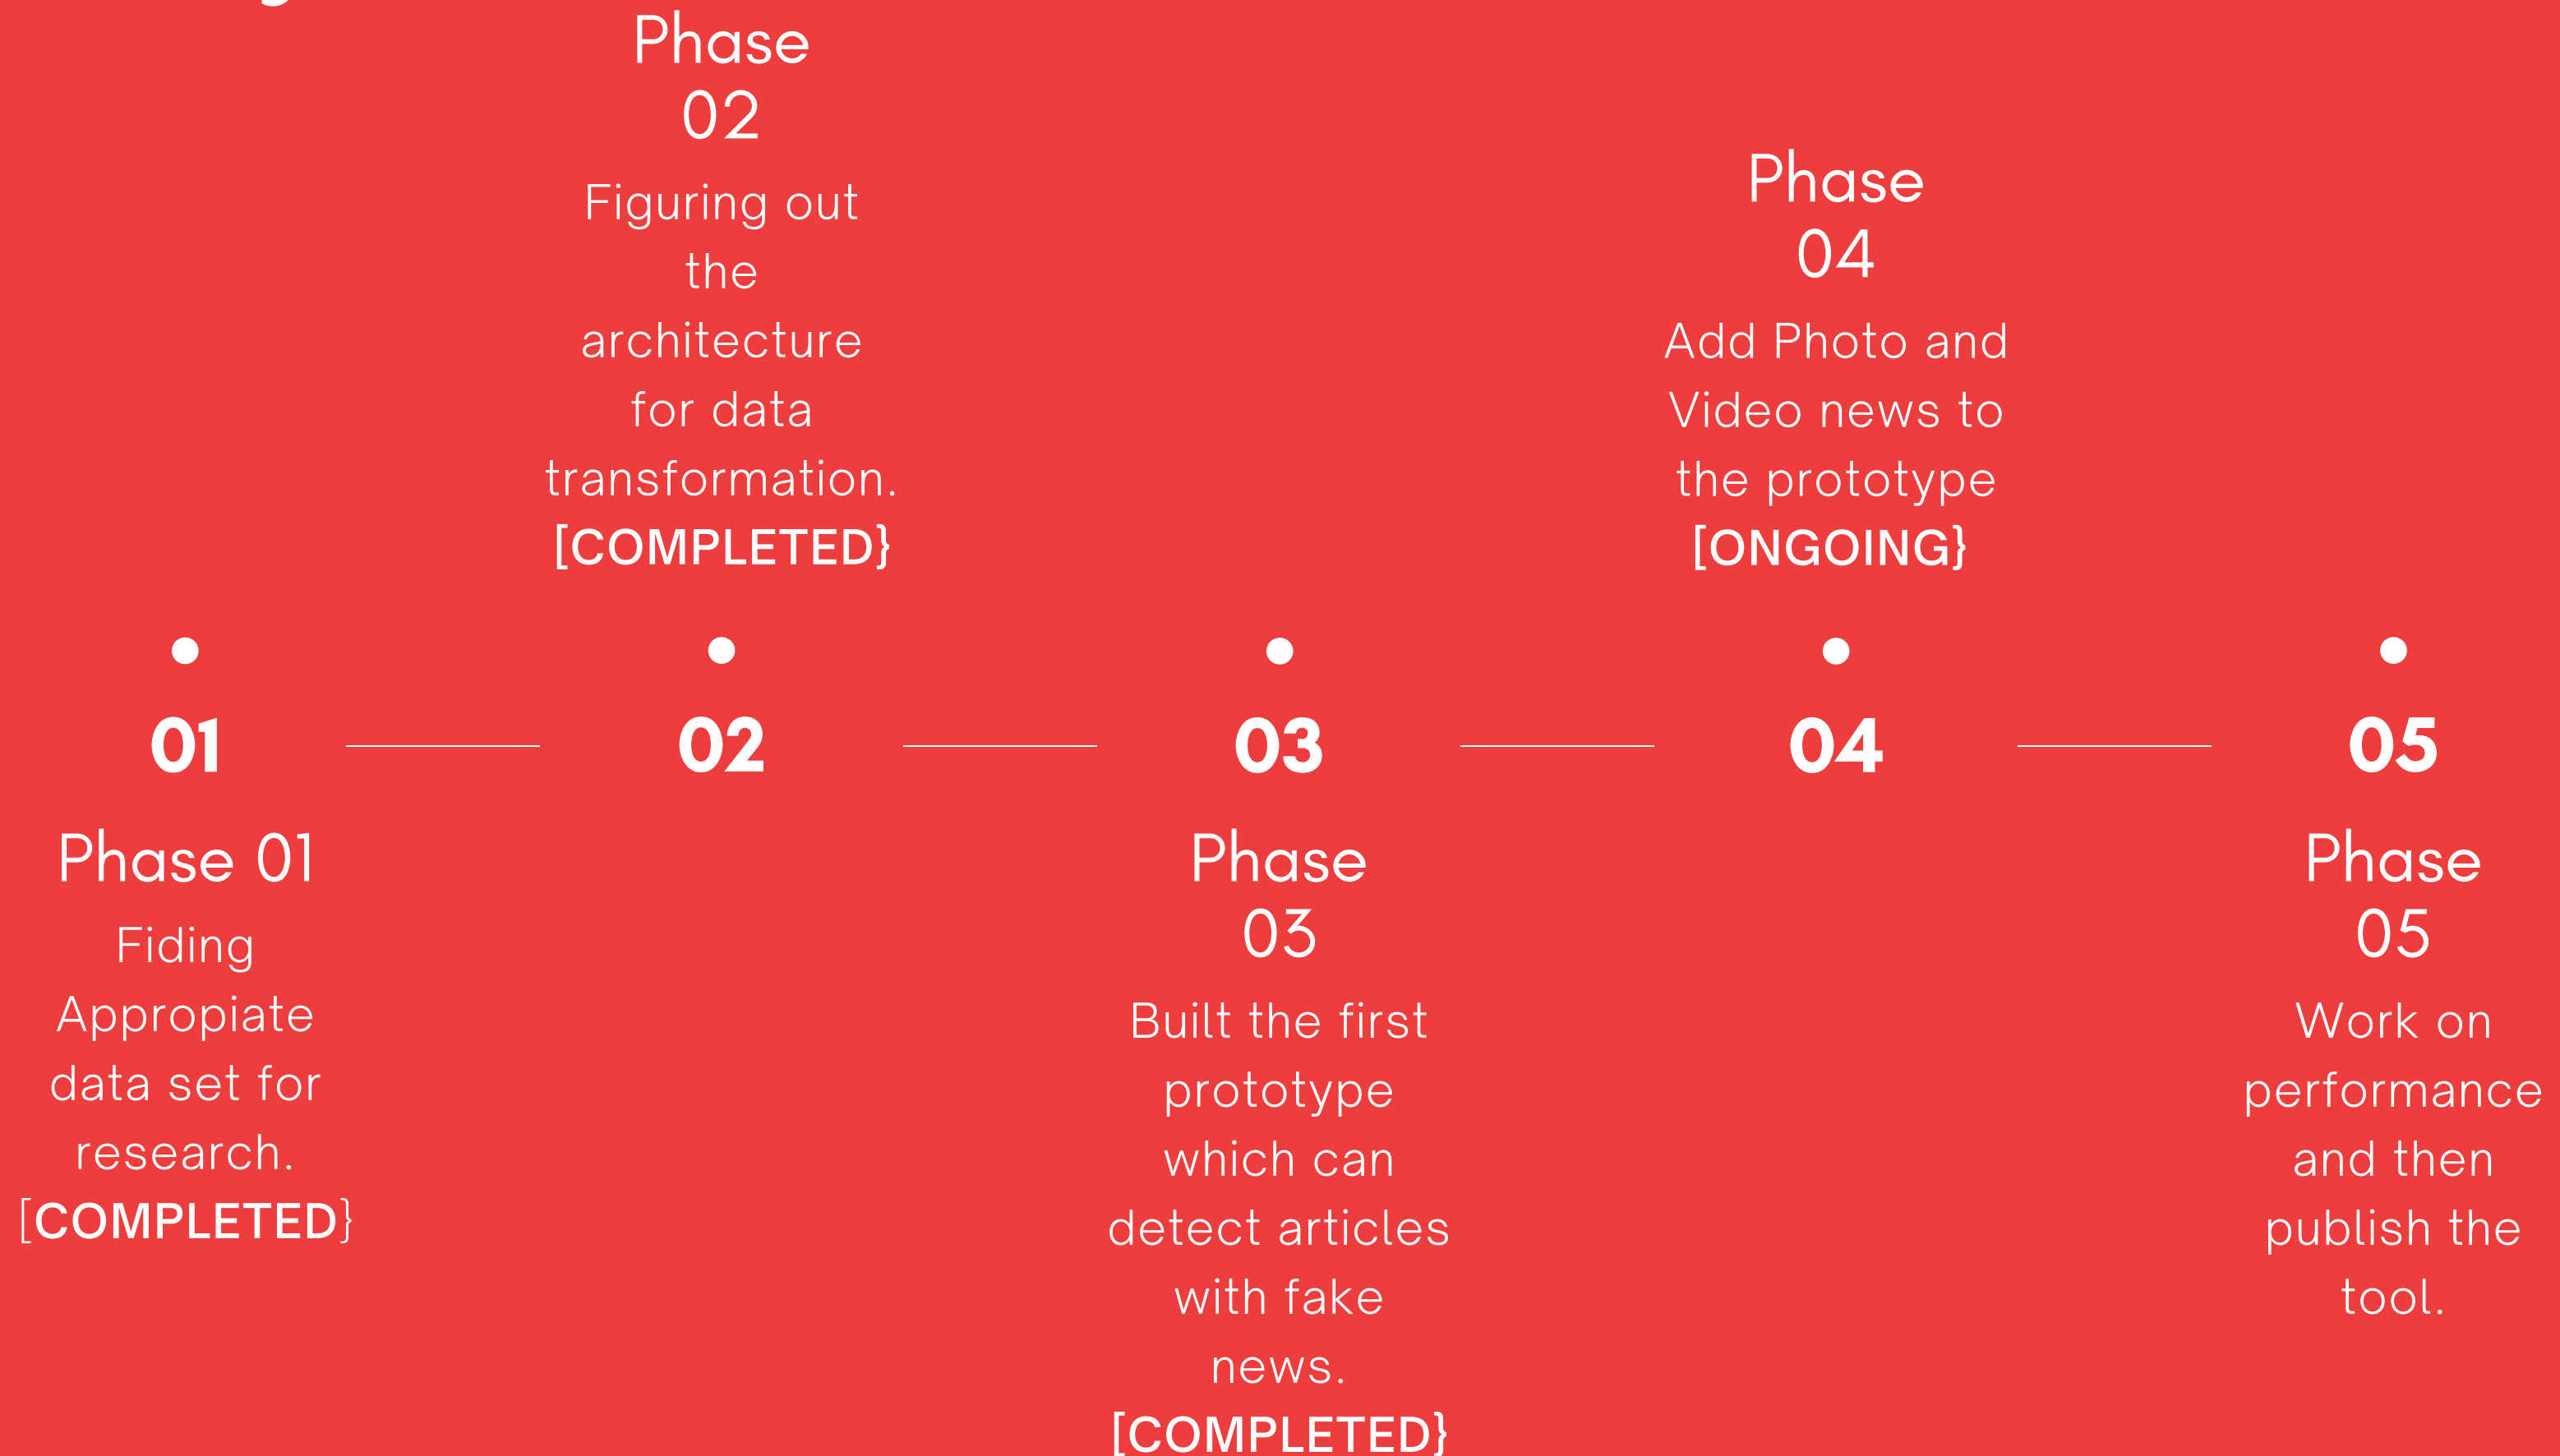 Phase
02
Figuring out
the
architecture
for data
transformation.
[COMPLETED}
Phase
04
Add Photo and
Video news to
the prototype
[ONGOING}
01
02
03
04
05
Phase 01
Fiding
Appropiate
data set for
research.
[COMPLETED}
Phase
03
Built the first
prototype
which can
detect articles
with fake
news.
[COMPLETED}
Phase
05
Work on
performance
and then
publish the
tool.